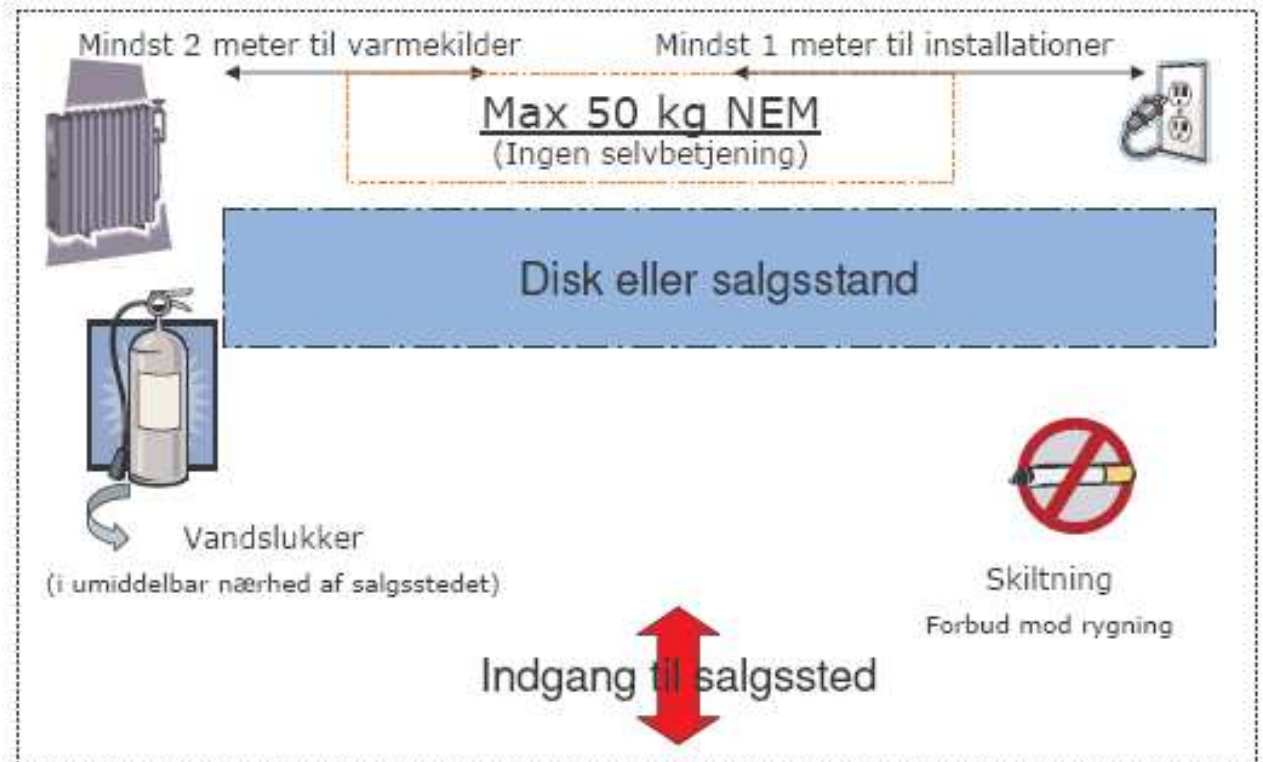 Mindst 2 meter til varmekilder
Mindst 1 meter til installationer
Max 50 kg NEM
(Ingen selvbetjening)
Disk eller salgsstand
Vandslukker
(i umiddelbar nærhed af salgsstedet)
Skiltning
Forbud mod rygning
Indgang til salgssted